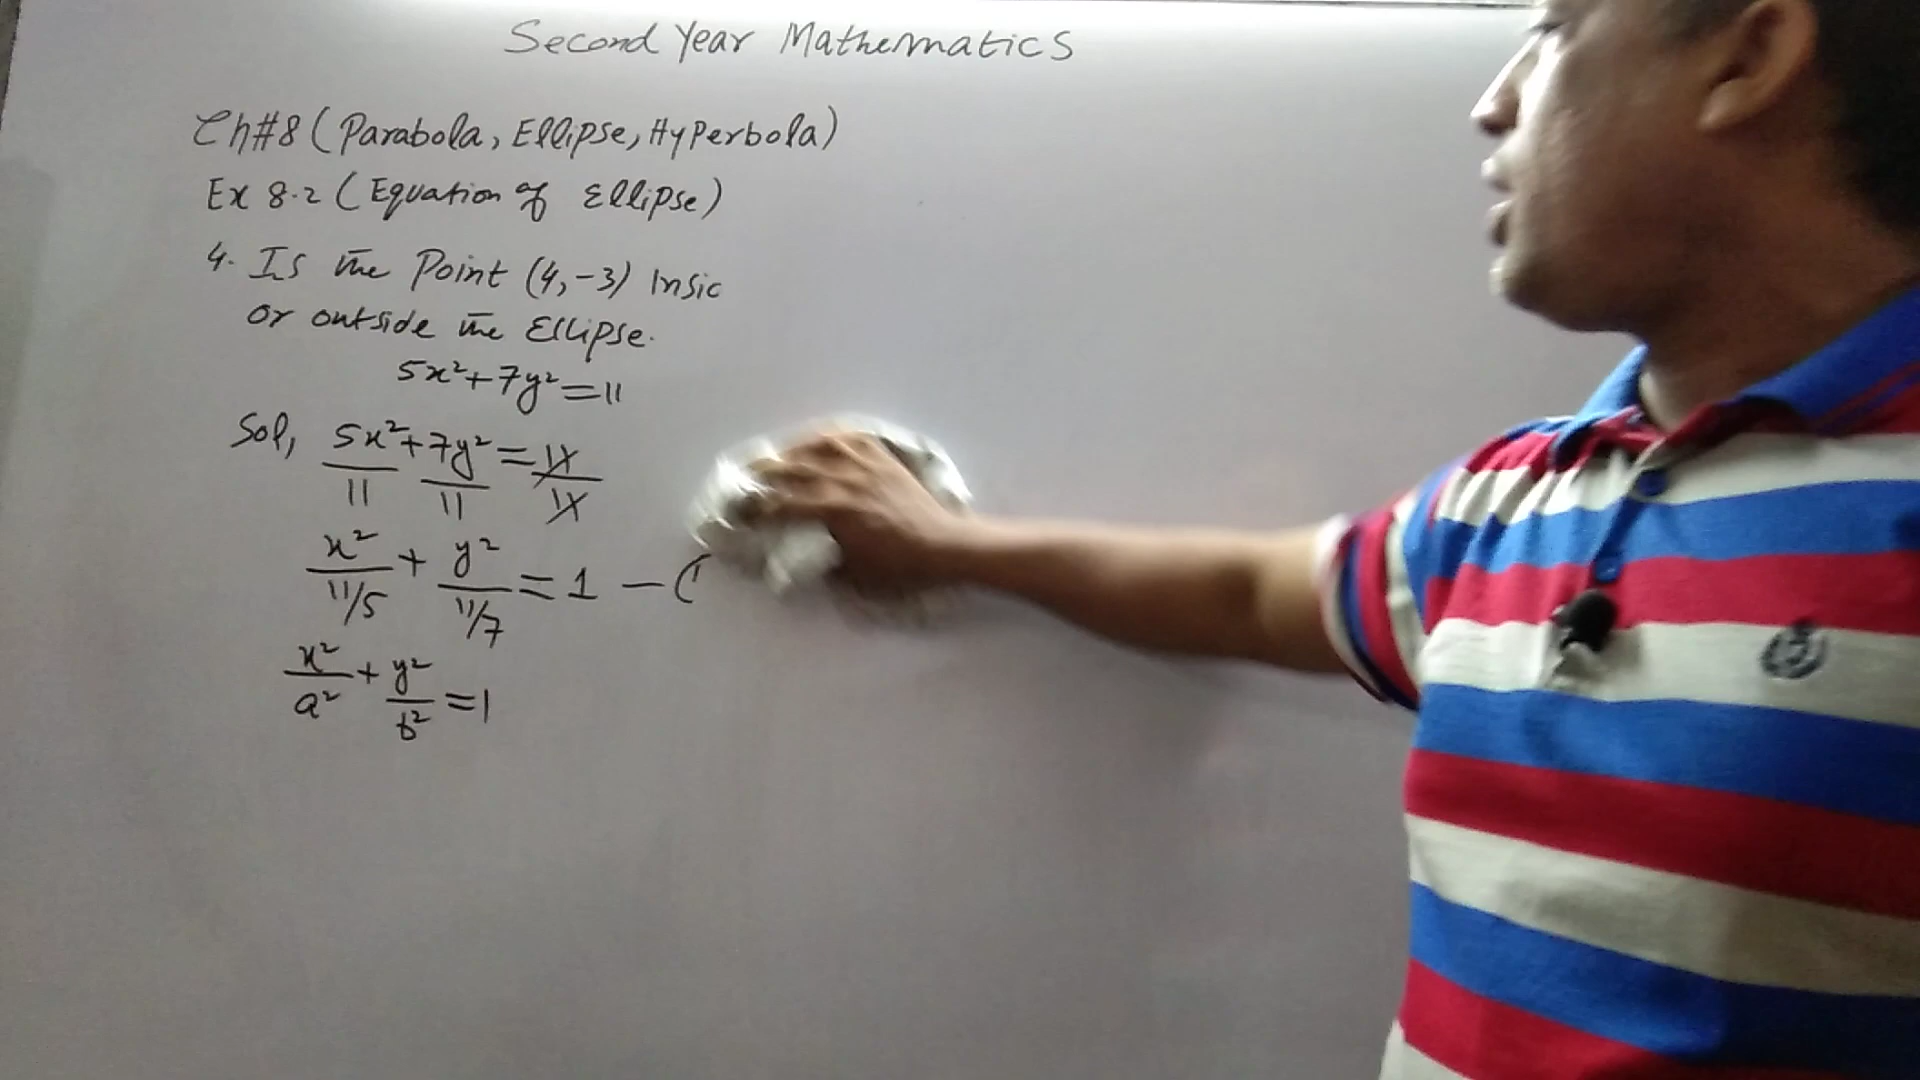 Second Year Mathematics
Ch#8 (Parabola, Ellipse, Hyperbola)
Ex 8.2 (Equation of Ellipse)
4. Is the Point (4,-3) Insic
or outside the Ellipse.
5x²+7y²=11
Sol, 5x²/11 + 7y²/11 = 11/11
x²/11/5 + y²/11/7 = 1 - (1
x²/a² + y²/b² = 1